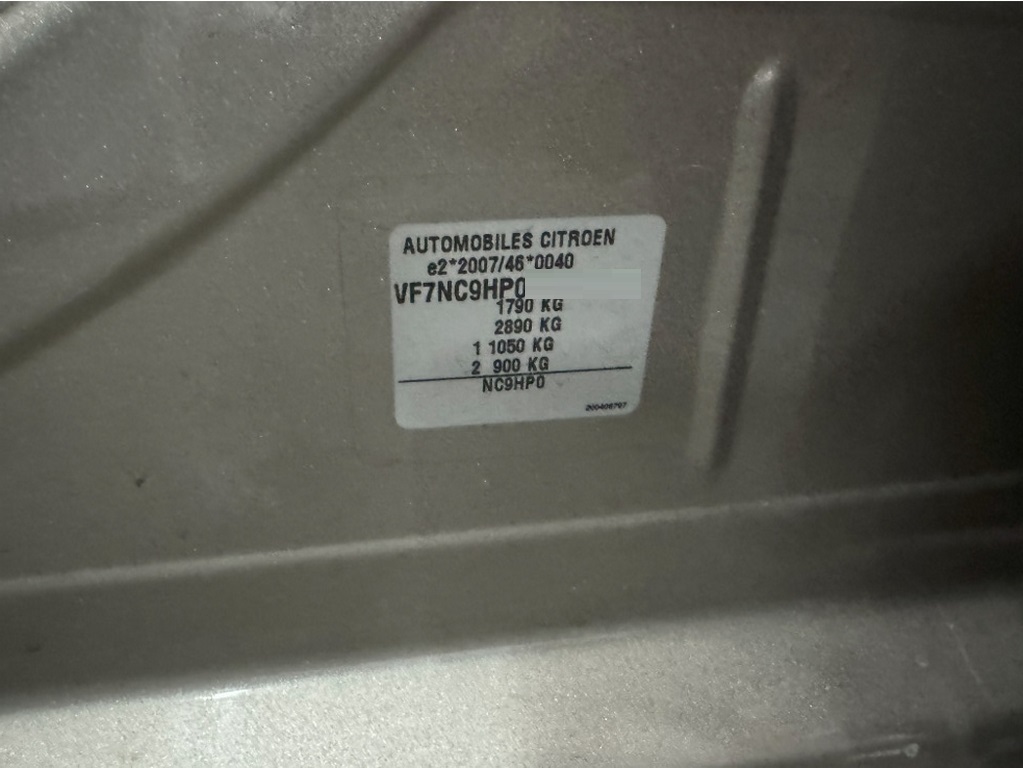 AUTOMOBILES CITROEN
e2*2007/46*0040
VF7NC9HP0
1790 KG
2890 KG
1 1050 KG
2 900 KG
NC9HP0